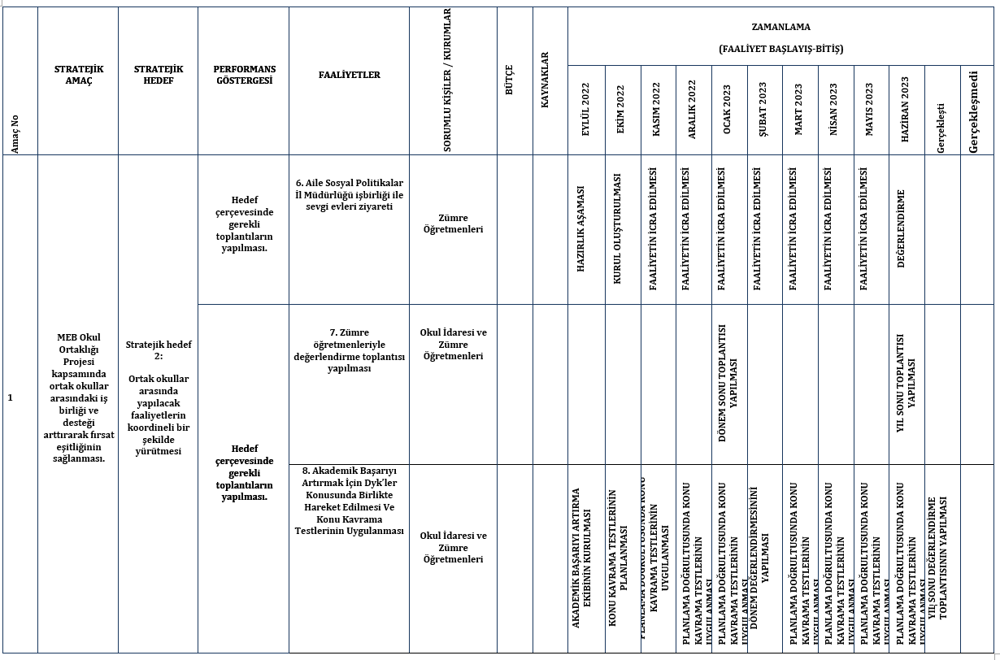 ZAMANLAMA
(FAALİYET BAŞLAYIŞ-BİTİŞ)
Amaç No
STRATEJİK
AMAÇ
STRATEJİK
HEDEF
PERFORMANS
GÖSTERGESİ
FAALİYETLER
SORUMLU KİŞİLER / KURUMLAR
BÜTÇE
KAYNAKLAR
EYLÜL 2022
EKİM 2022
KASIM 2022
ARALIK 2022
OCAK 2023
ŞUBAT 2023
MART 2023
NİSAN 2023
MAYIS 2023
HAZİRAN 2023
Gerçekleşti
Gerçekleşmedi
1
MEB Okul
Ortaklığı
Projesi
kapsamında
ortak okullar
arasındaki iş
birliği ve
desteği
arttırarak fırsat
eşitliğinin
sağlanması.
Stratejik hedef
2:
Ortak okullar
arasında
yapılacak
faaliyetlerin
koordineli bir
şekilde
yürütmesi
Hedef
çerçevesinde
gerekli
toplantıların
yapılması.
6. Aile Sosyal Politikalar
İl Müdürlüğü işbirliği ile
sevgi evleri ziyareti
Zümre
Öğretmenleri
HAZIRLIK AŞAMASI
KURUL OLUŞTURULMASI
FAALİYETİN İCRA EDİLMESİ
FAALİYETİN İCRA EDİLMESİ
FAALİYETİN İCRA EDİLMESİ
FAALİYETİN İCRA EDİLMESİ
FAALİYETİN İCRA EDİLMESİ
FAALİYETİN İCRA EDİLMESİ
FAALİYETİN İCRA EDİLMESİ
DEĞERLENDİRME
Hedef
çerçevesinde
gerekli
toplantıların
yapılması.
7. Zümre
öğretmenleriyle
değerlendirme toplantısı
yapılması
Okul İdaresi ve
Zümre
Öğretmenleri
DÖNEM SONU TOPLANTISI
YAPILMASI
YIL SONU TOPLANTISI
YAPILMASI
8. Akademik Başarıyı
Artırmak İçin Dyk'ler
Konusunda Birlikte
Hareket Edilmesi Ve
Konu Kavrama
Testlerinin Uygulanması
Okul İdaresi ve
Zümre
Öğretmenleri
AKADEMİK BAŞARIYI ARTIRMA
EKİBİNİN KURULMASI
KONU KAVRAMA TESTLERİNİN
PLANLANMASI
PLANLAMA DOĞRULTUSUNDA KONU
KAVRAMA TESTLERİNİN
UYGULANMASI
PLANLAMA DOĞRULTUSUNDA KONU
KAVRAMA TESTLERİNİN
UYGULANMASI
PLANLAMA DOĞRULTUSUNDA KONU
KAVRAMA TESTLERİNİN
UYGULANMASI
DÖNEM DEĞERLENDİRMESİNİNİ
YAPILMASI
PLANLAMA DOĞRULTUSUNDA KONU
KAVRAMA TESTLERİNİN
UYGULANMASI
PLANLAMA DOĞRULTUSUNDA KONU
KAVRAMA TESTLERİNİN
UYGULANMASI
PLANLAMA DOĞRULTUSUNDA KONU
KAVRAMA TESTLERİNİN
UYGULANMASI
PLANLAMA DOĞRULTUSUNDA KONU
KAVRAMA TESTLERİNİN
UYGULANMASI
YIL SONU DEĞERLENDİRME
TOPLANTISININ YAPILMASI